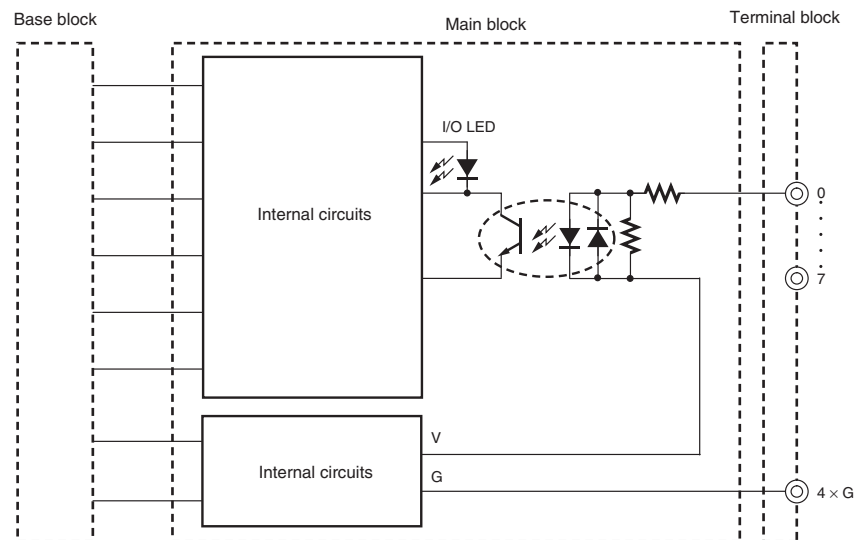 Base block
Main block
Terminal block
I/O LED
Internal circuits
0
7
V
Internal circuits
G
4 × G